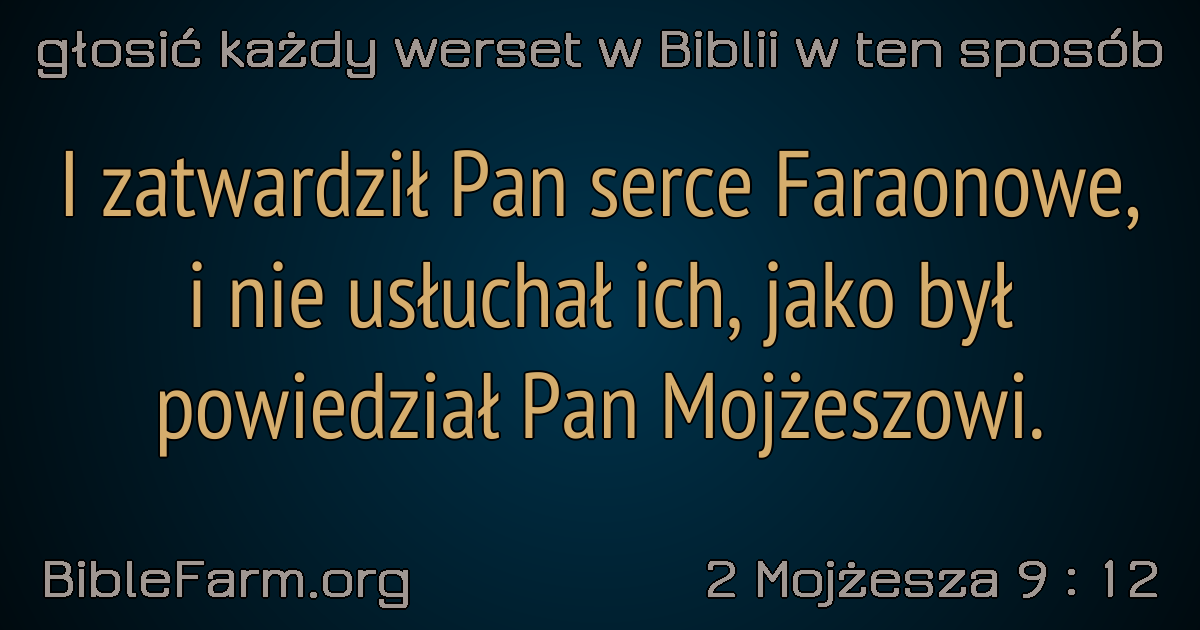 głosić każdy werset w Biblii w ten sposób
I zatwardził Pan serce Faraonowe,
i nie usłuchał ich, jako był
powiedział Pan Mojżeszowi.
BibleFarm.org
2 Mojżesza 9 : 12